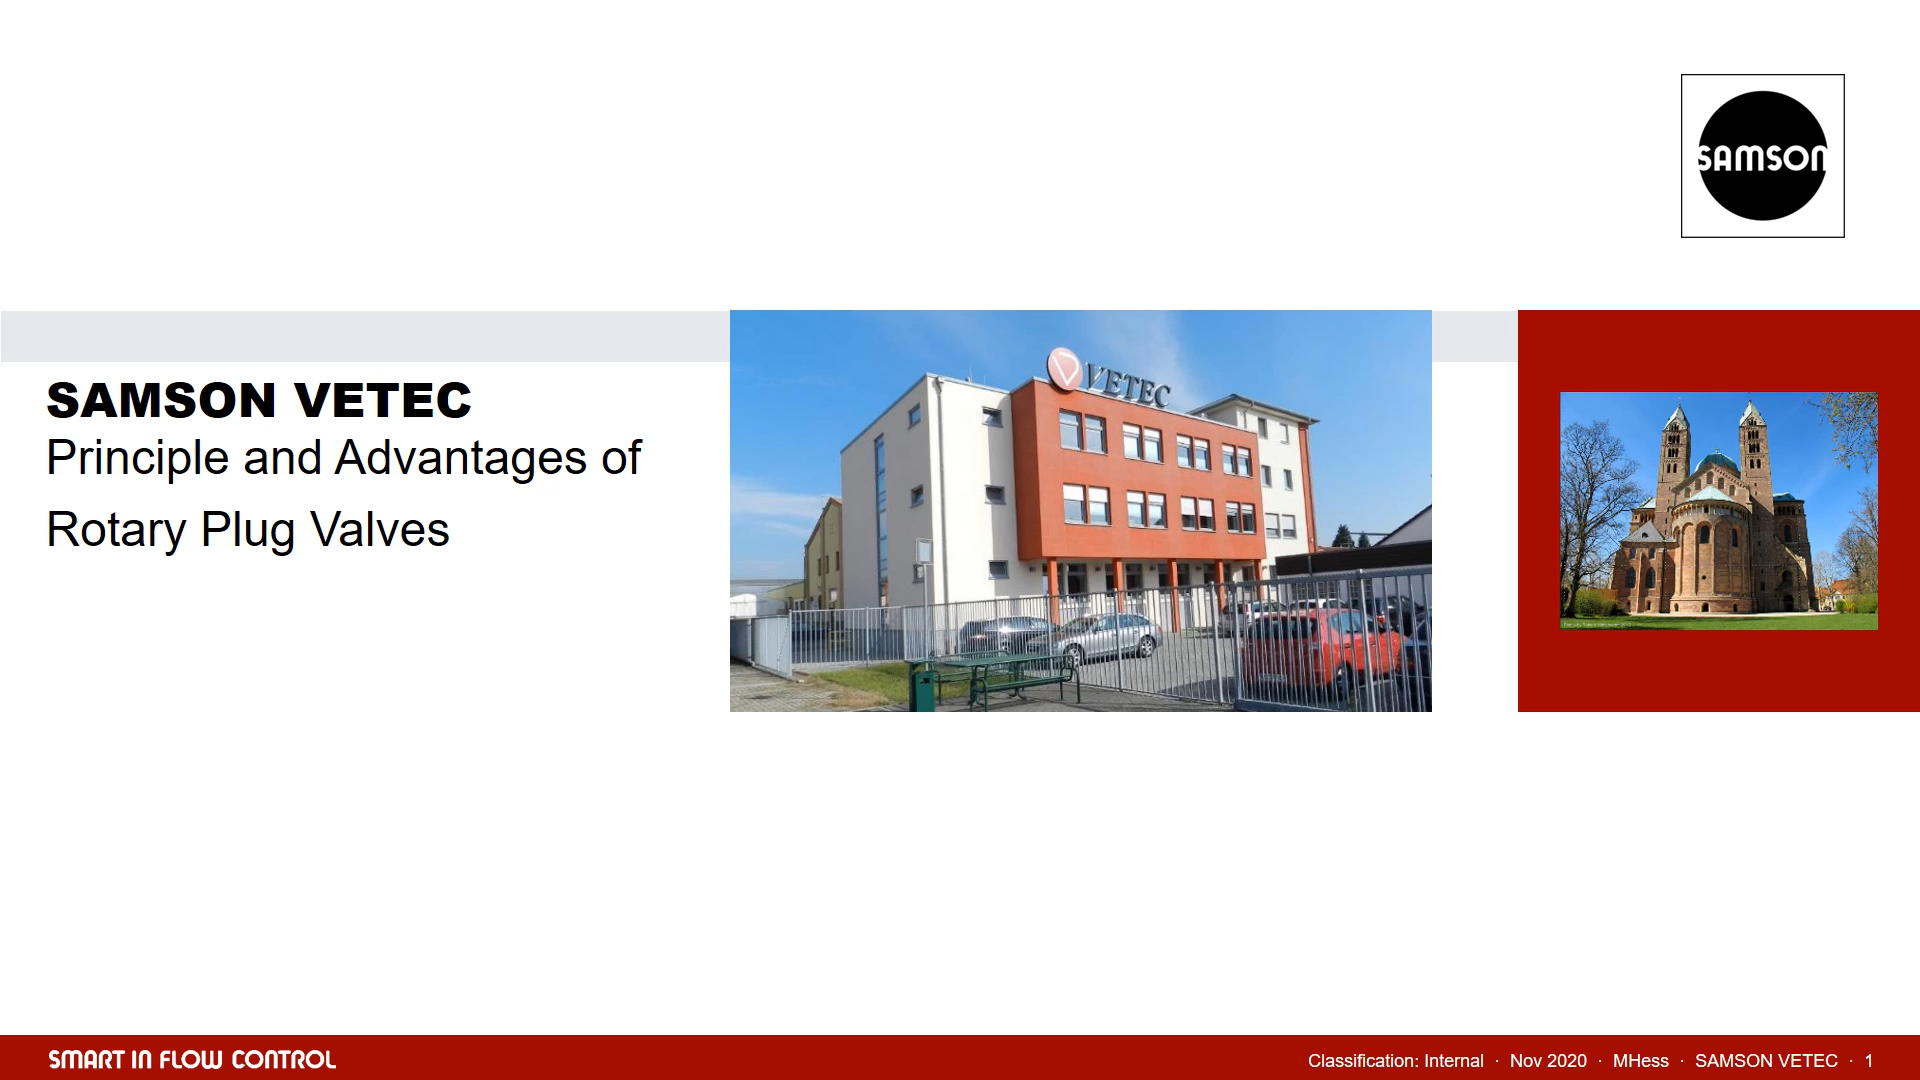 SAMSON
VETEC
SAMSON VETEC
Principle and Advantages of
Rotary Plug Valves
SMART IN FLOW CONTROL
Classification: Internal · Nov 2020 · MHess · SAMSON VETEC · 1